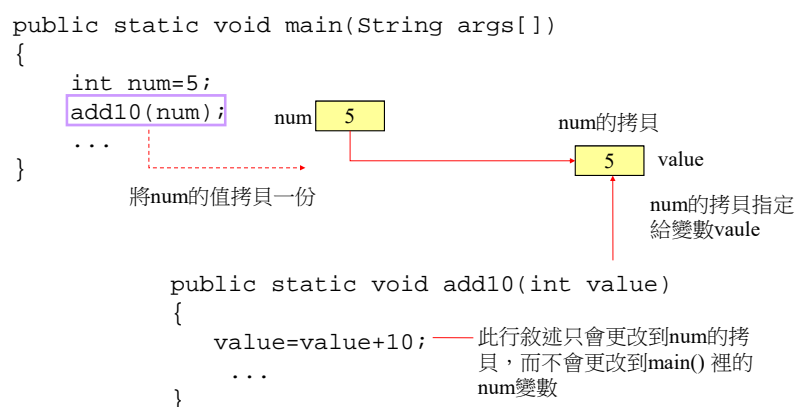 public static void main(String args[])
{
int num=5;
add10(num);
...
}
num 5
num的拷貝
5 value
將num的值拷貝一份
num的拷貝指定
給變數vaule
public static void add10(int value)
{
value=value+10;
...
}
此行敘述只會更改到num的拷
貝，而不會更改到main() 裡的
num變數